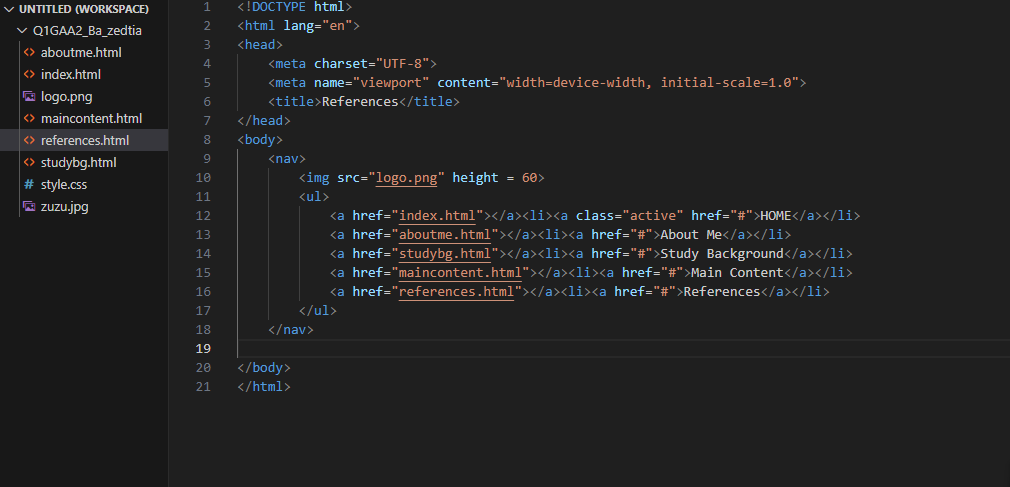 UNTITLED (WORKSPACE)
Q1GAA2_Ba_zedtia
<> aboutme.html
<> index.html
logo.png
<> maincontent.html
<> references.html
<> studybg.html
# style.css
zuzu.jpg
1 <!DOCTYPE html>
2 <html lang="en">
3 <head>
4     <meta charset="UTF-8">
5     <meta name="viewport" content="width=device-width, initial-scale=1.0">
6     <title>References</title>
7 </head>
8 <body>
9     <nav>
10         <img src="logo.png" height = 60>
11         <ul>
12             <a href="index.html"></a><li><a class="active" href="#">HOME</a></li>
13             <a href="aboutme.html"></a><li><a href="#">About Me</a></li>
14             <a href="studybg.html"></a><li><a href="#">Study Background</a></li>
15             <a href="maincontent.html"></a><li><a href="#">Main Content</a></li>
16             <a href="references.html"></a><li><a href="#">References</a></li>
17         </ul>
18     </nav>
19
20 </body>
21 </html>